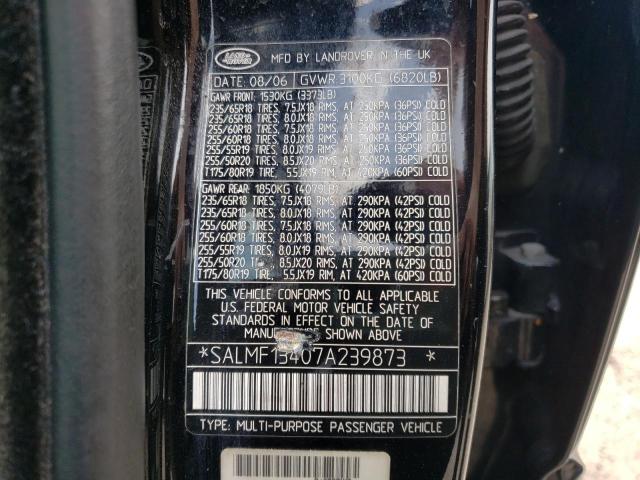 LAND ROVER
MFD BY LANDROVER IN THE UK
DATE: 08/06 GVWR 3100KG (6820LB)
GAWR FRONT: 1530KG (3373LB)
235/65R18 TIRES, 7.5JX18 RIMS, AT 250KPA (36PSI) COLD
235/65R18 TIRES, 8.0JX18 RIMS, AT 250KPA (36PSI) COLD
255/60R18 TIRES, 7.5JX18 RIMS, AT 250KPA (36PSI) COLD
255/60R18 TIRES, 8.0JX18 RIMS, AT 250KPA (36PSI) COLD
255/55R19 TIRES, 8.0JX19 RIMS, AT 250KPA (36PSI) COLD
255/50R20 TIRES, 8.5JX20 RIMS, AT 250KPA (36PSI) COLD
T175/80R19 TIRE, 5.5JX19 RIM, AT 420KPA (60PSI) COLD
GAWR REAR: 1850KG (4079LB)
235/65R18 TIRES, 7.5JX18 RIMS, AT 290KPA (42PSI) COLD
235/65R18 TIRES, 8.0JX18 RIMS, AT 290KPA (42PSI) COLD
255/60R18 TIRES, 7.5JX18 RIMS, AT 290KPA (42PSI) COLD
255/60R18 TIRES, 8.0JX18 RIMS, AT 290KPA (42PSI) COLD
255/55R19 TIRES, 8.0JX19 RIMS, AT 290KPA (42PSI) COLD
255/50R20 8.5JX20 RIMS, AT 290KPA (42PSI) COLD
T175/80R19 TIRE, 5.5JX19 RIM, AT 420KPA (60PSI) COLD
THIS VEHICLE CONFORMS TO ALL APPLICABLE
U.S. FEDERAL MOTOR VEHICLE SAFETY
STANDARDS IN EFFECT ON THE DATE OF
MANUFACTURE SHOWN ABOVE
*SALMF13407A239873 *
TYPE: MULTI-PURPOSE PASSENGER VEHICLE